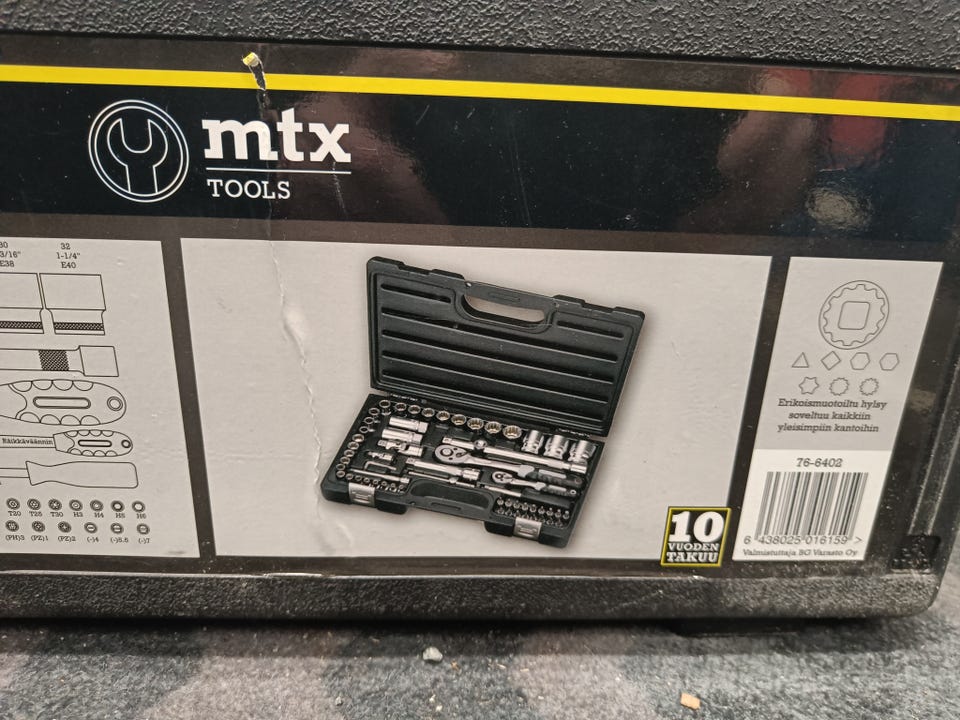 mtx
TOOLS
32
3/16" 1-1/4"
E38 E40
Räikkäväännin
T20 T25 T30 H3 H4 H5 H6
(PH)3 (PZ)1 (PZ)2 (-)4 (-)5.5 (-)7
Erikoismuotoiltu hylsy
soveltuu kaikkiin
yleisimpiin kantoihin
10
VUODEN
TAKUU
76-6402
6 438025 016159 >
Valmistuttaja BG Varasto Oy